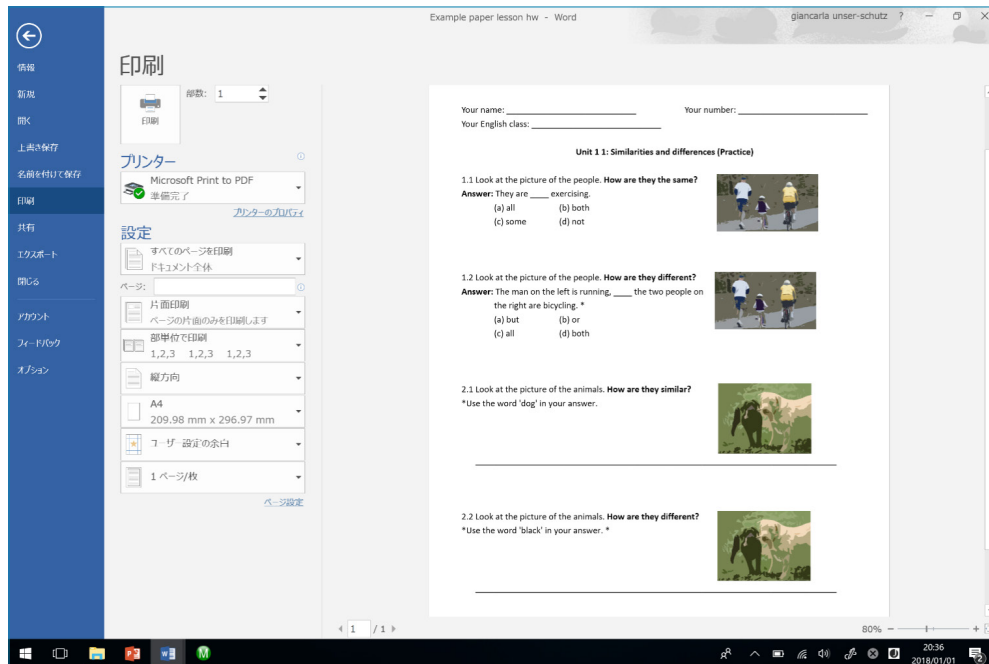 Example paper lesson hw - Word
giancarla unser-schutz ?
情報
新規
開く
上書き保存
名前を付けて保存
印刷
共有
エクスポート
閉じる
アカウント
フィードバック
オプション
印刷
部数: 1
印刷
プリンター
Microsoft Print to PDF
準備完了
プリンターのプロパティ
設定
すべてのページを印刷
ドキュメント全体
ページ:
片面印刷
ページの片面のみを印刷します
部単位で印刷
1,2,3 1,2,3 1,2,3
縦方向
A4
209.98 mm x 296.97 mm
ユーザー設定の余白
1 ページ/枚
ページ設定
Your name: ____________________ Your number: ____________________
Your English class: ____________________
Unit 1 1: Similarities and differences (Practice)
1.1 Look at the picture of the people. How are they the same?
Answer: They are ____ exercising.
(a) all (b) both
(c) some (d) not
1.2 Look at the picture of the people. How are they different?
Answer: The man on the left is running, ____ the two people on
the right are bicycling. *
(a) but (b) or
(c) all (d) both
2.1 Look at the picture of the animals. How are they similar?
*Use the word 'dog' in your answer.
2.2 Look at the picture of the animals. How are they different?
*Use the word 'black' in your answer. *
1 / 1
80%
20:36
2018/01/01